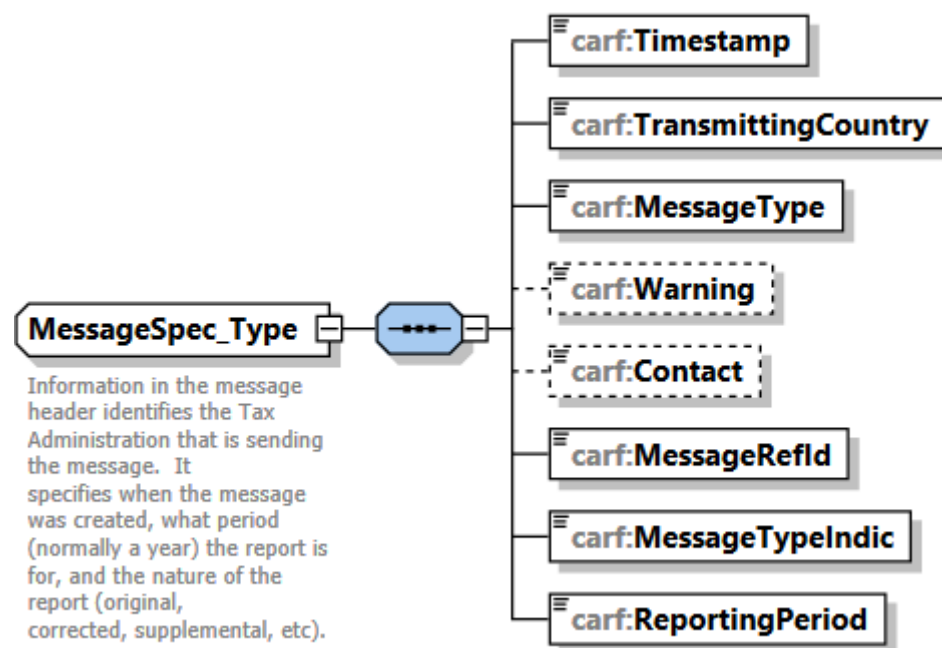 carf:Timestamp
carf:TransmittingCountry
carf:MessageType
carf:Warning
MessageSpec_Type
carf:Contact
Information in the message
header identifies the Tax
Administration that is sending
the message.  It
specifies when the message
was created, what period
(normally a year) the report is
for, and the nature of the
report (original,
corrected, supplemental, etc).
carf:MessageRefId
carf:MessageTypeIndic
carf:ReportingPeriod